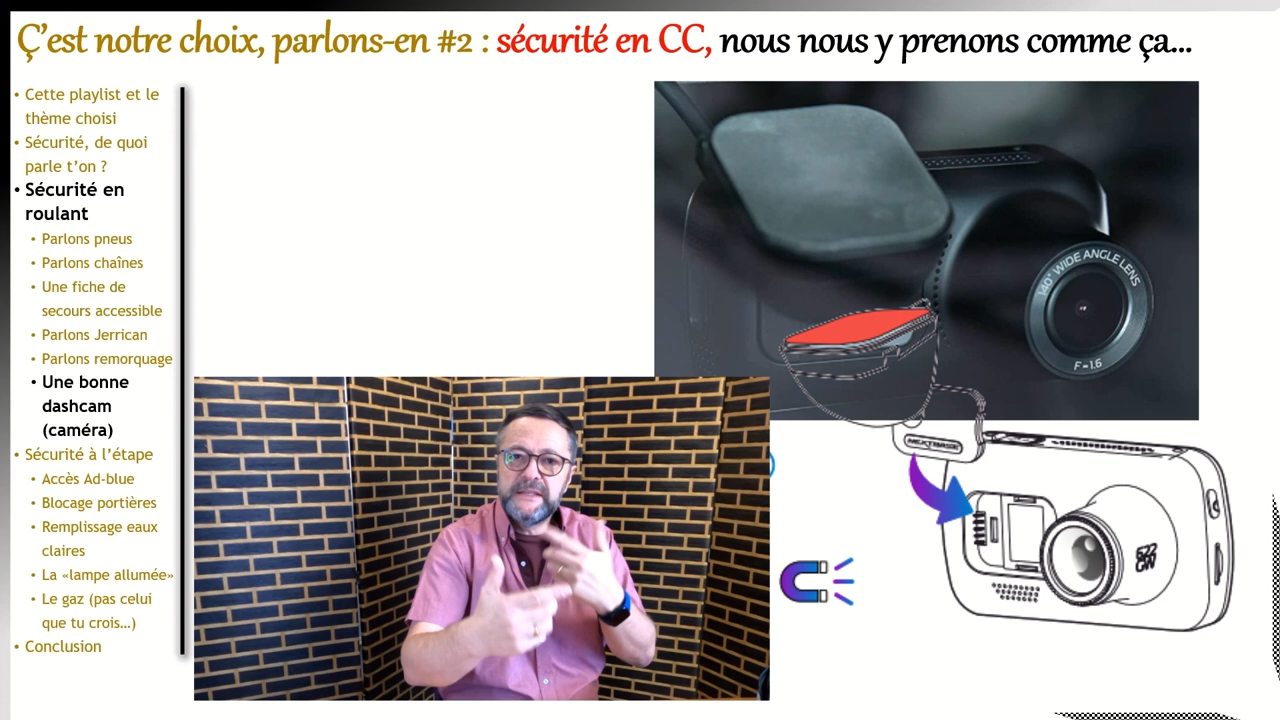 Ç’est notre choix, parlons-en #2 : sécurité en CC, nous nous y prenons comme ça...
• Cette playlist et le
thème choisi
• Sécurité, de quoi
parle t’on ?
• Sécurité en
roulant
• Parlons pneus
• Parlons chaînes
• Une fiche de
secours accessible
• Parlons Jerrican
• Parlons remorquage
• Une bonne
dashcam
(caméra)
• Sécurité à l’étape
• Accès Ad-blue
• Blocage portières
• Remplissage eaux
claires
• La «lampe allumée»
• Le gaz (pas celui
que tu crois…)
• Conclusion
140° WIDE ANGLE LENS
F=1.6
NEXTBASE